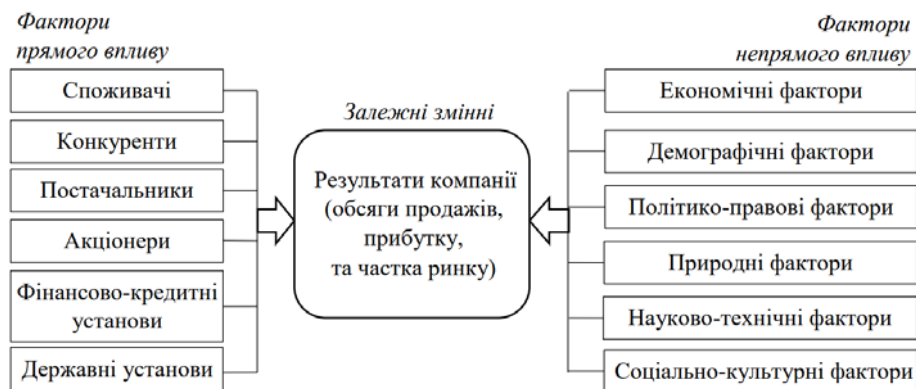 Фактори
прямого впливу
Споживачі
Конкуренти
Постачальники
Акціонери
Фінансово-кредитні
установи
Державні установи
Залежні змінні
Результати компанії
(обсяги продажів,
прибутку,
та частка ринку)
Фактори
непрямого впливу
Економічні фактори
Демографічні фактори
Політико-правові фактори
Природні фактори
Науково-технічні фактори
Соціально-культурні фактори